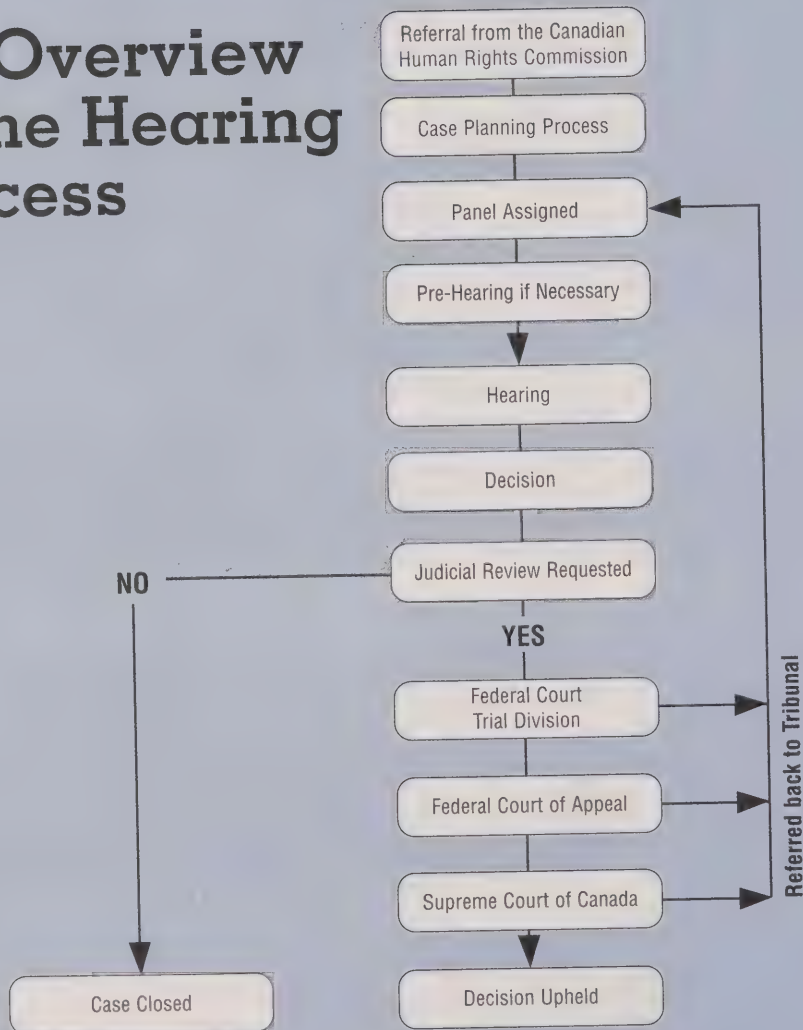 Overview
he Hearing
cess
Referral from the Canadian
Human Rights Commission
Case Planning Process
Panel Assigned
Pre-Hearing if Necessary
Hearing
Decision
Judicial Review Requested
NO
YES
Federal Court
Trial Division
Federal Court of Appeal
Supreme Court of Canada
Referred back to Tribunal
Case Closed
Decision Upheld